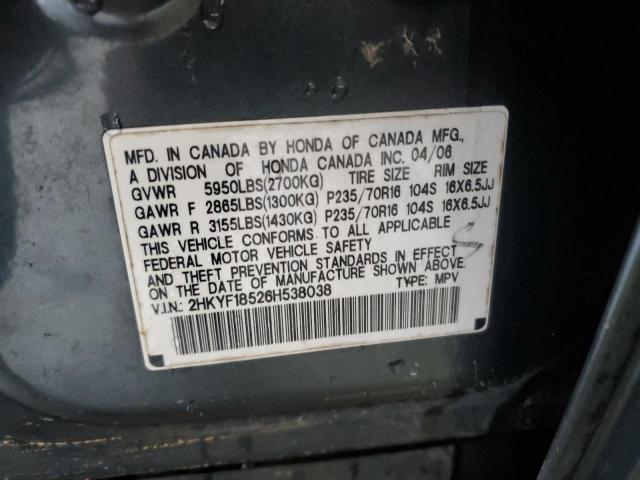 MFD. IN CANADA BY HONDA OF CANADA MFG.,
A DIVISION OF HONDA CANADA INC. 04/06
GVWR 5950LBS(2700KG) TIRE SIZE RIM SIZE
GAWR F 2865LBS(1300KG) P235/70R16 104S 16X6.5JJ
GAWR R 3155LBS(1430KG) P235/70R16 104S 16X6.5JJ
THIS VEHICLE CONFORMS TO ALL APPLICABLE
FEDERAL MOTOR VEHICLE SAFETY
AND THEFT PREVENTION STANDARDS IN EFFECT
ON THE DATE OF MANUFACTURE SHOWN ABOVE.
V.I.N.: 2HKYF18526H538038 TYPE: MPV